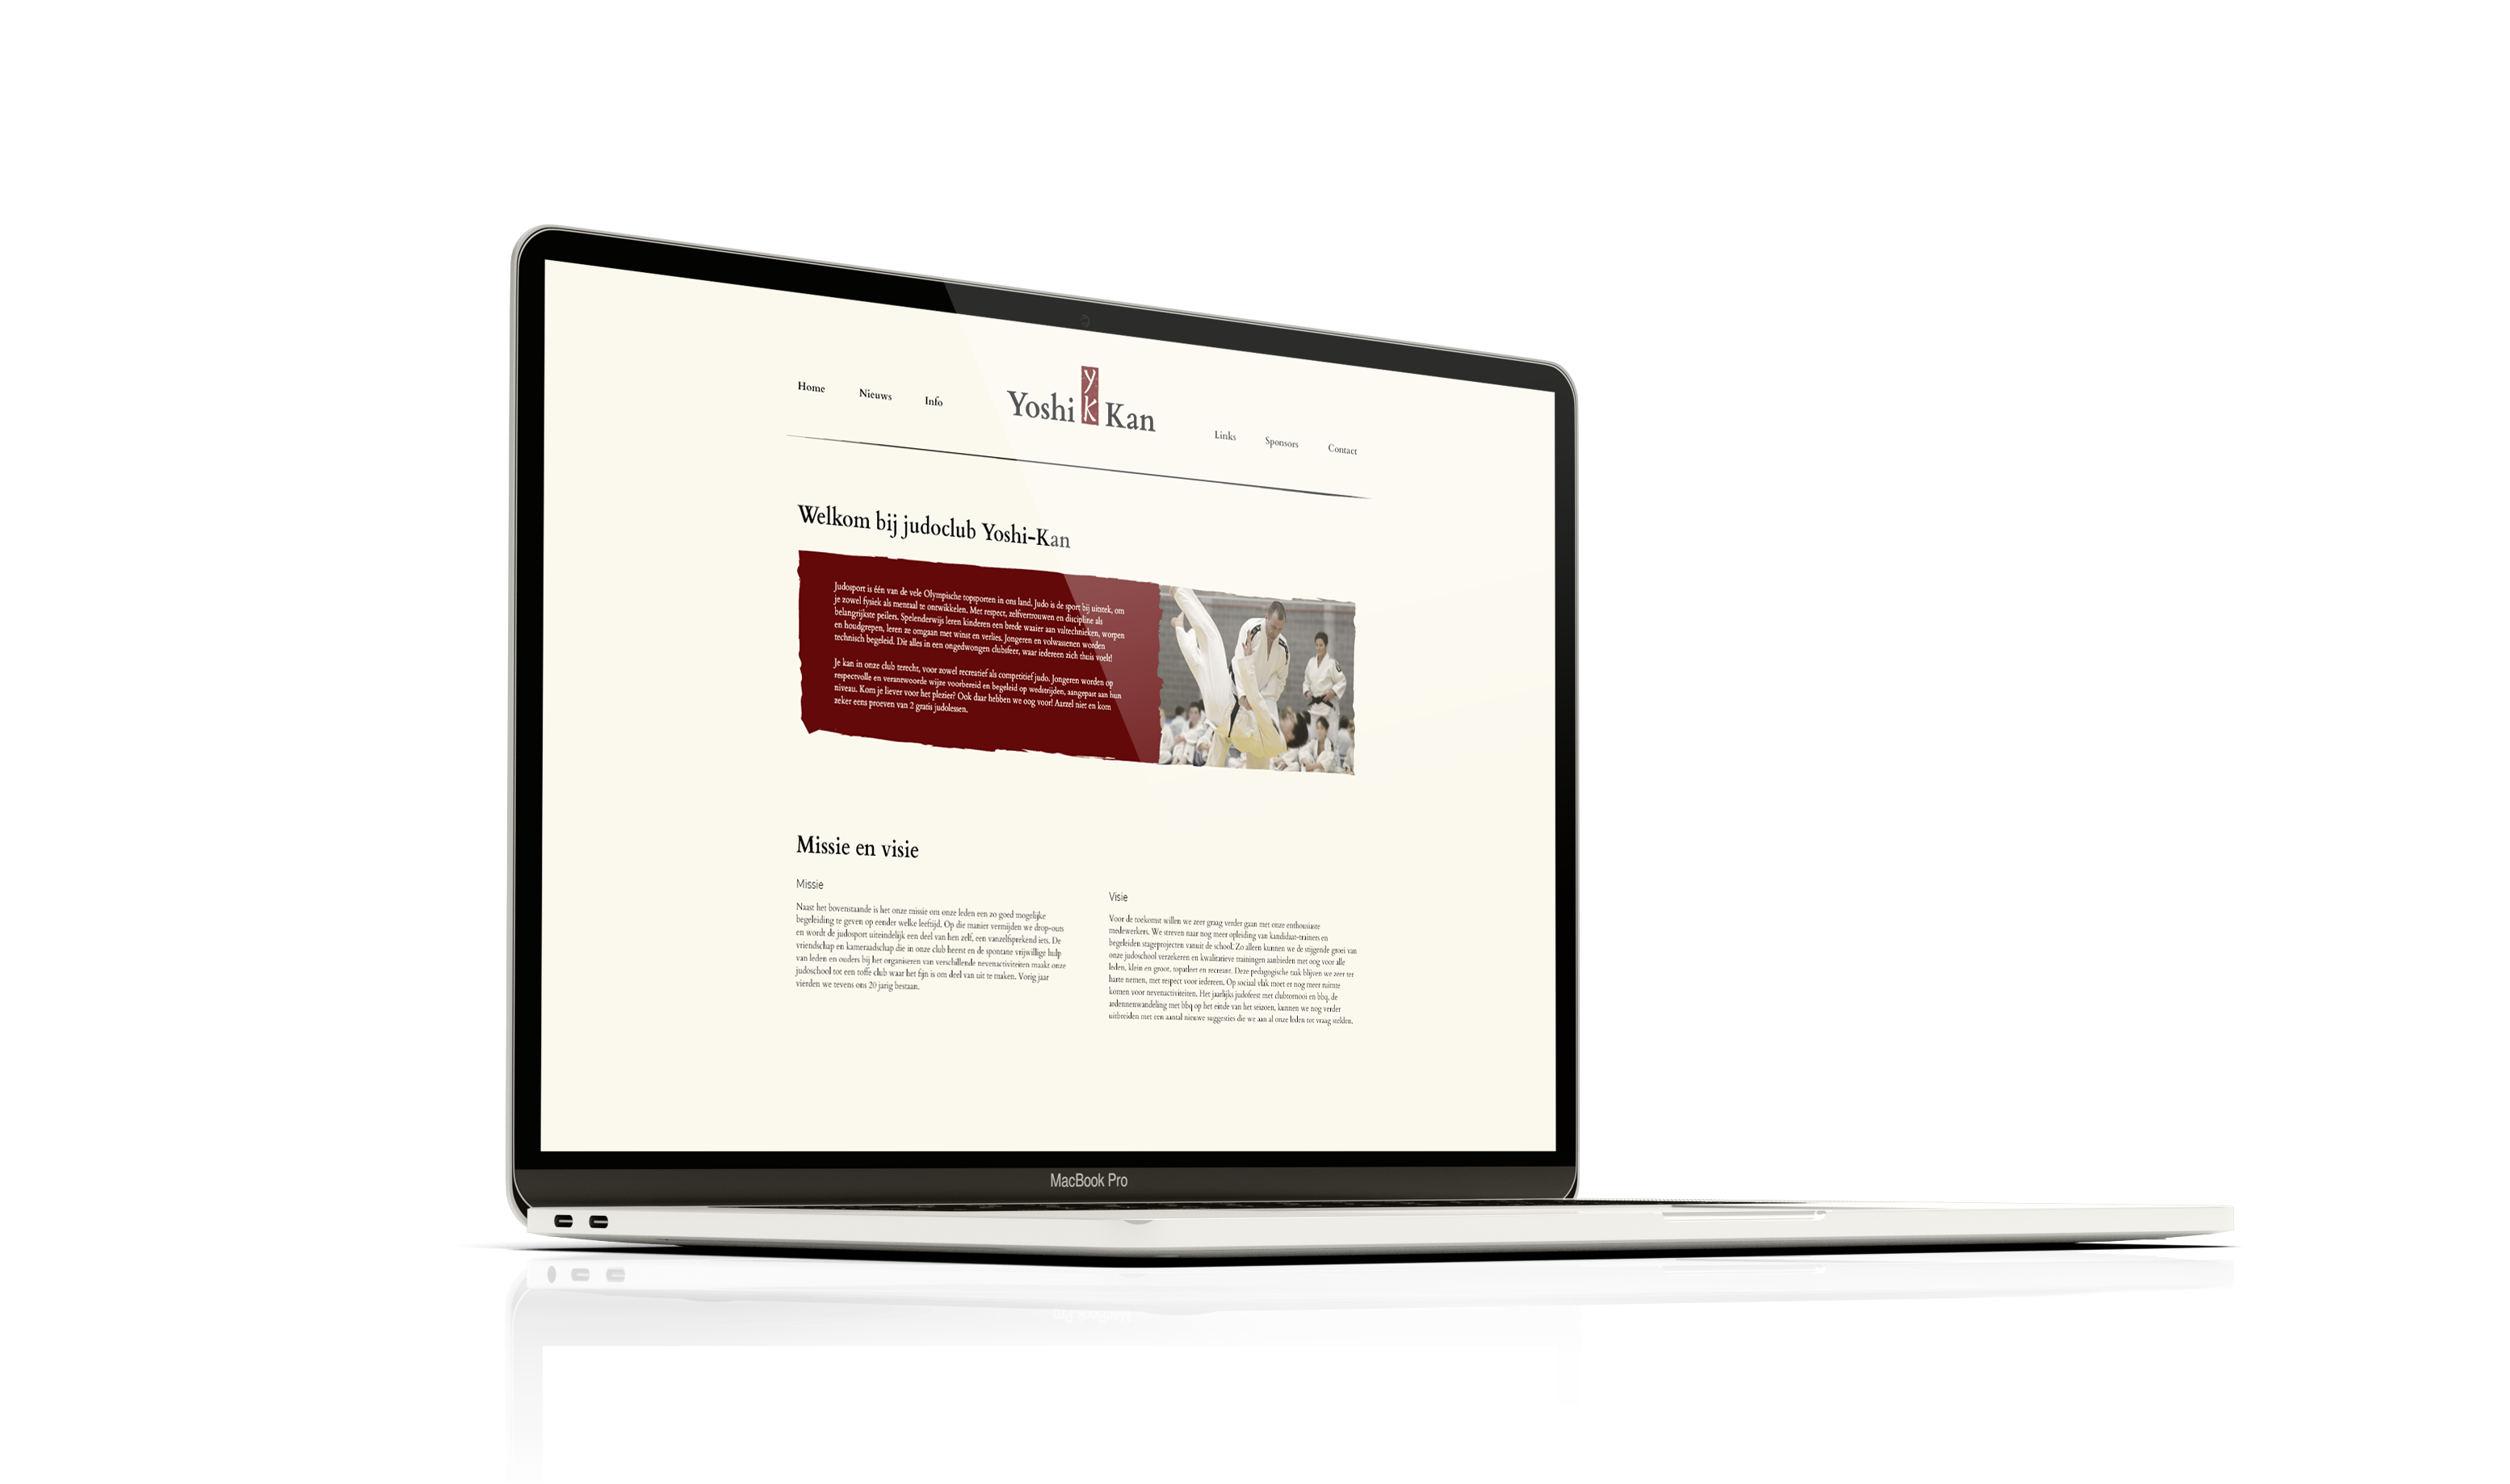 Home Nieuws Info
Yoshi YK Kan
Links Sponsors Contact
Welkom bij judoclub Yoshi-Kan
Judosport is één van de vele Olympische topsporten in ons land. Judo is de sport bij uitstek, om
je zowel fysiek als mentaal te ontwikkelen. Met respect, zelfvertrouwen en discipline als
belangrijkste peilers. Spelenderwijs leren kinderen een brede waaier aan valtechnieken, worpen
en houdgrepen, leren ze omgaan met winst en verlies. Jongeren en volwassenen worden
technisch begeleid. Dit alles in een ongedwongen clubsfeer, waar iedereen zich thuis voelt!
Je kan in onze club terecht, voor zowel recreatief als competitief judo. Jongeren worden op
respectvolle en verantwoorde wijze voorbereid en begeleid op wedstrijden, aangepast aan hun
niveau. Kom je liever voor het plezier? Ook daar hebben we oog voor! Aarzel niet en kom
zeker eens proeven van 2 gratis judolessen.
Missie en visie
Missie
Naast het bovenstaande is het onze missie om onze leden een zo goed mogelijke
begeleiding te geven op eender welke leeftijd. Op die manier vermijden we drop-outs
en wordt de judosport uiteindelijk een deel van hen zelf, een vanzelfsprekend iets. De
vriendschap en kameraadschap die in onze club heerst en de spontane vrijwillige hulp
van leden en ouders bij het organiseren van verschillende nevenactiviteiten maakt onze
judoschool tot een toffe club waar het fijn is om deel van uit te maken. Vorig jaar
vierden we tevens ons 20 jarig bestaan.
Visie
Voor de toekomst willen we zeer graag verder gaan met onze enthousiaste
medewerkers. We streven naar nog meer opleiding van kandidaat-trainers en
begeleiden stageprojecten vanuit de school. Zo alleen kunnen we de stijgende groei van
onze judoschool verzekeren en kwalitatieve trainingen aanbieden met oog voor alle
leden, klein en groot, topatleet en recreant. Deze pedagogische taak blijven we zeer ter
harte nemen, met respect voor iedereen. Op sociaal vlak moet er nog meer ruimte
komen voor nevenactiviteiten. Het jaarlijks judofeest met clubtornooi en bbq, de
ardennenwandeling met bbq op het einde van het seizoen, kunnen we nog verder
uitbreiden met een aantal nieuwe suggesties die we aan al onze leden tot vraag stelden.
MacBook Pro